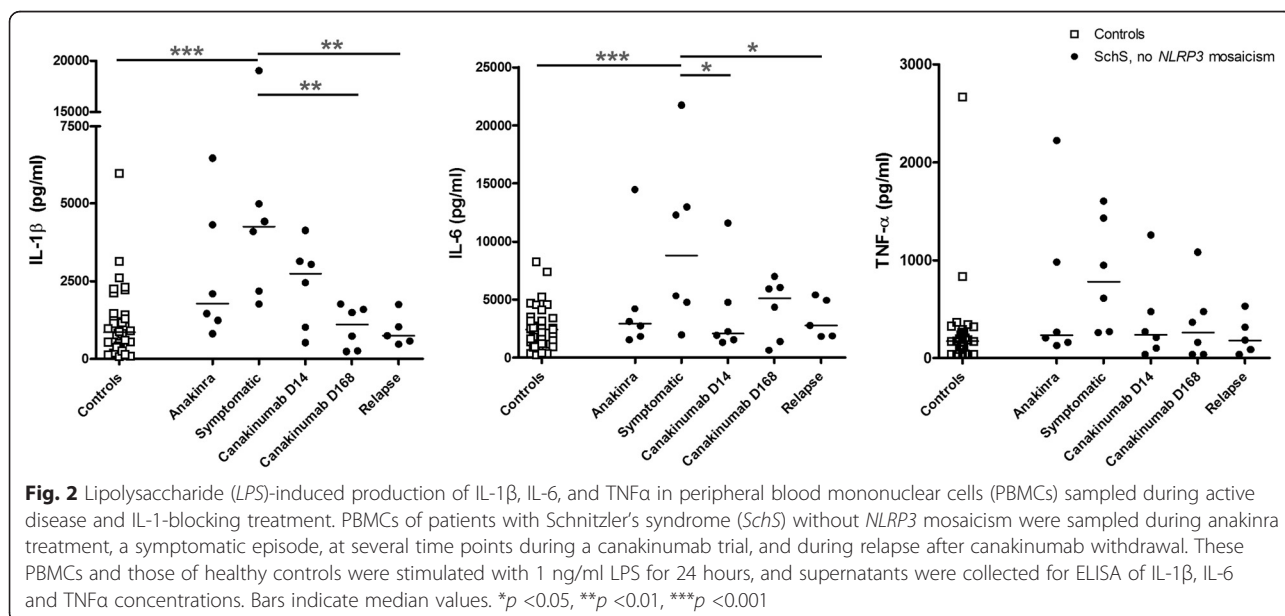 *** ** **
20000
15000
7500
5000
2500
0
IL-1β (pg/ml)
Controls
Anakinra
Symptomatic
Canakinumab D14
Canakinumab D168
Relapse
*** * *
25000
20000
15000
10000
5000
0
IL-6 (pg/ml)
Controls
Anakinra
Symptomatic
Canakinumab D14
Canakinumab D168
Relapse
Controls
SchS, no NLRP3 mosaicism
3000
2000
1000
0
TNF-α (pg/ml)
Controls
Anakinra
Symptomatic
Canakinumab D14
Canakinumab D168
Relapse
Fig. 2 Lipolysaccharide (LPS)-induced production of IL-1β, IL-6, and TNFα in peripheral blood mononuclear cells (PBMCs) sampled during active
disease and IL-1-blocking treatment. PBMCs of patients with Schnitzler's syndrome (SchS) without NLRP3 mosaicism were sampled during anakinra
treatment, a symptomatic episode, at several time points during a canakinumab trial, and during relapse after canakinumab withdrawal. These
PBMCs and those of healthy controls were stimulated with 1 ng/ml LPS for 24 hours, and supernatants were collected for ELISA of IL-1β, IL-6
and TNFα concentrations. Bars indicate median values. *p <0.05, **p <0.01, ***p <0.001